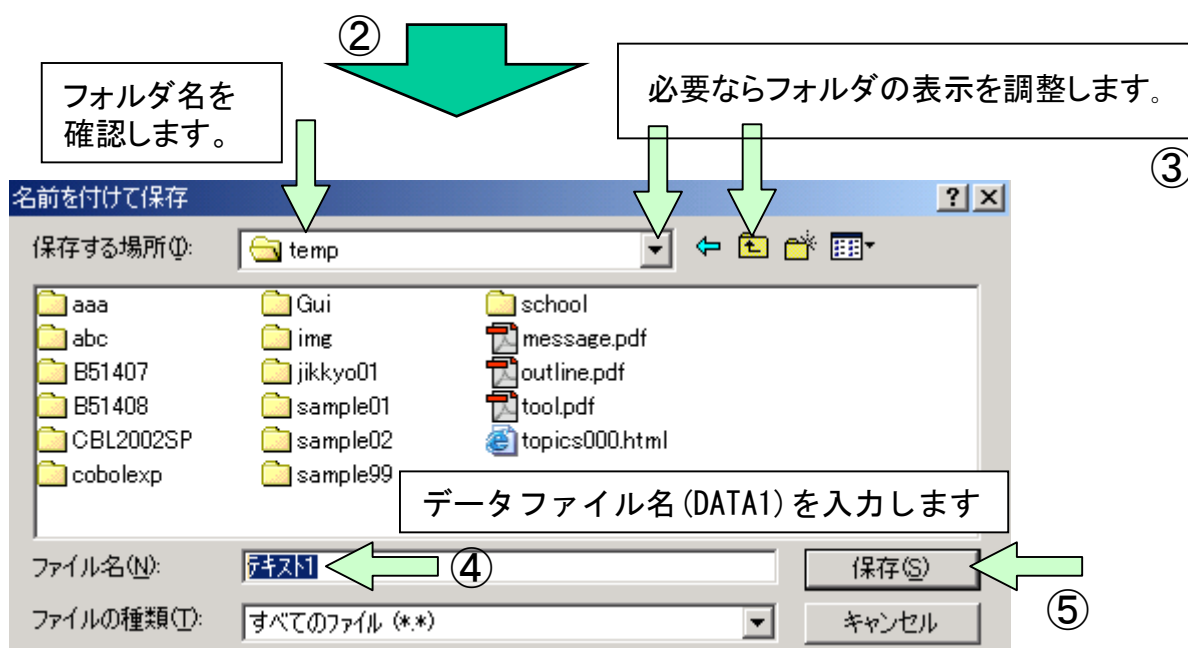 ②
フォルダ名を
確認します。
必要ならフォルダの表示を調整します。
③
名前を付けて保存
保存する場所(I):
temp
aaa
abc
B51407
B51408
CBL2002SP
cobolexp
Gui
img
jikkyo01
sample01
sample02
sample99
school
message.pdf
outline.pdf
tool.pdf
topics000.html
データファイル名(DATA1)を入力します
ファイル名(N):
テキスト1
④
保存(S)
⑤
ファイルの種類(T):
すべてのファイル (*.*)
キャンセル